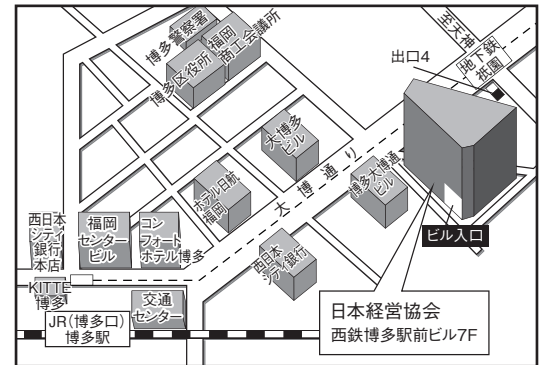 博多警察署
博多区役所
福岡
商工会議所
至天神
地下鉄
祇園
出口4
大博多
ビル
大博通り
ホテル日航
福岡
博多大博通
ビル
西日本
シティ
銀行
本店
福岡
センター
ビル
コン
フォート
ホテル博多
西日本
シティ銀行
ビル入口
KITTE
博多
交通
センター
JR(博多口)
博多駅
日本経営協会
西鉄博多駅前ビル7F